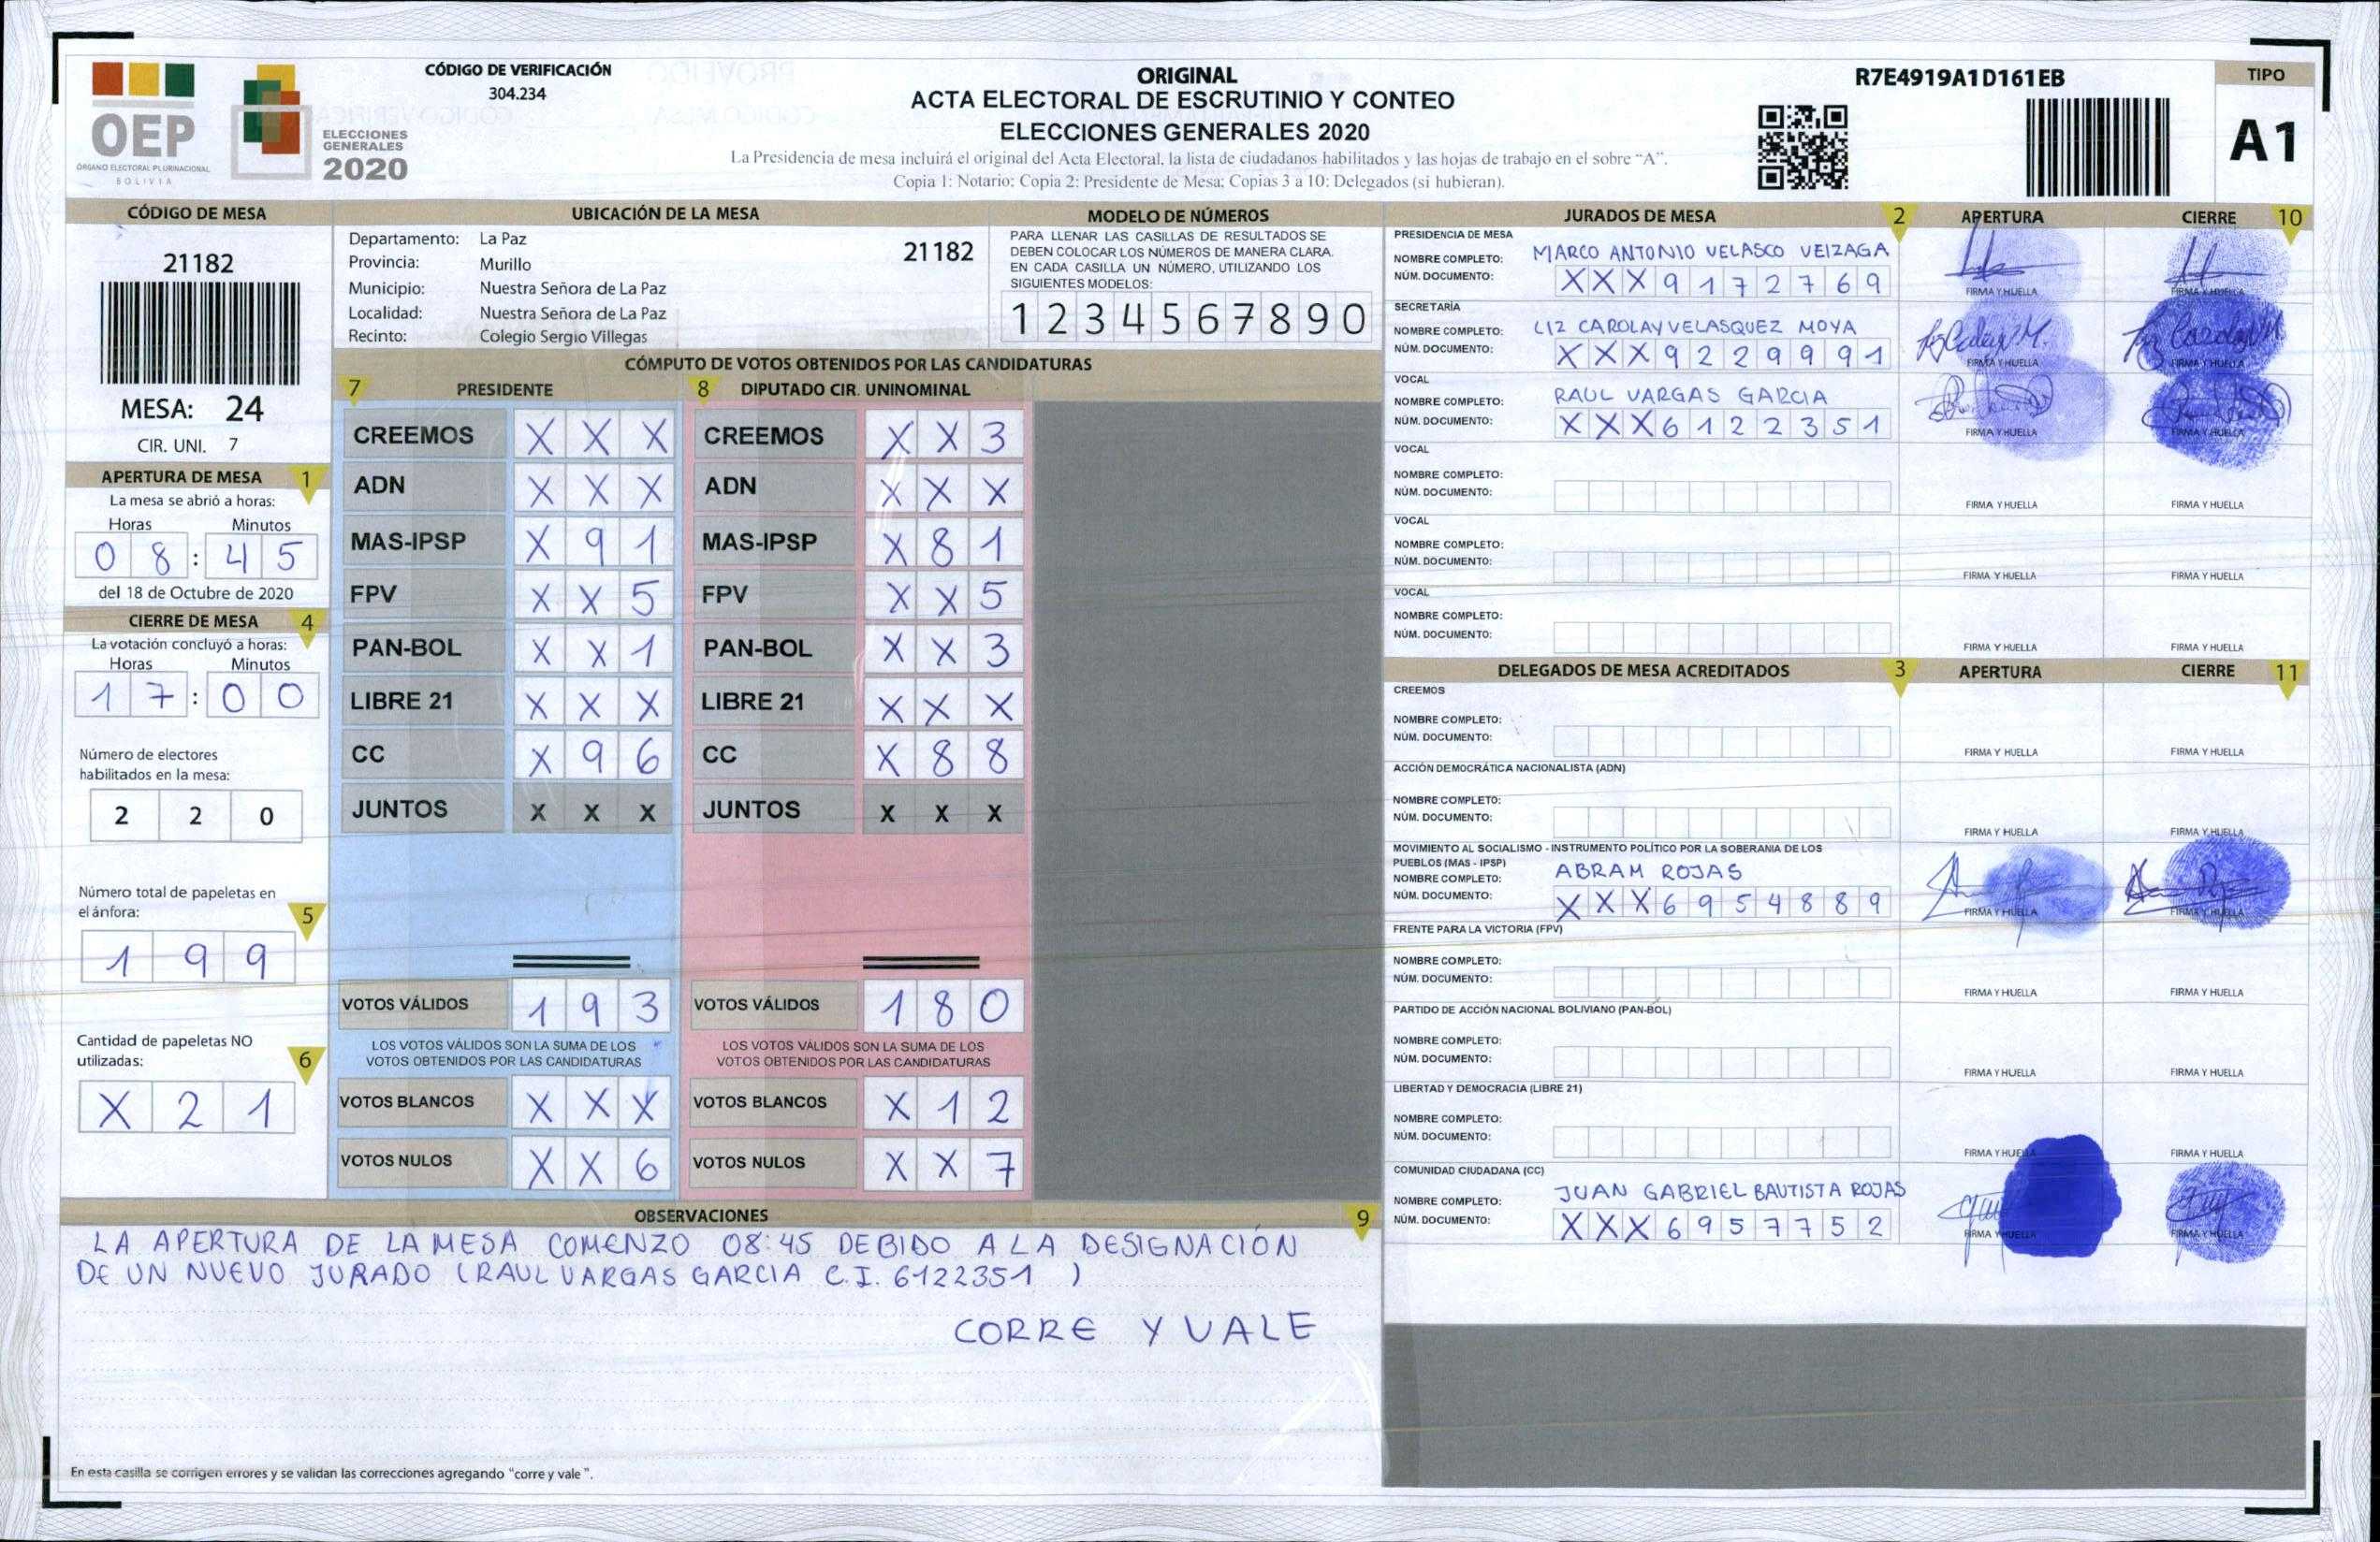 OEP
ÓRGANO ELECTORAL PLURINACIONAL
BOLIVIA
ELECCIONES
GENERALES
2020
CÓDIGO DE VERIFICACIÓN
304.234
ORIGINAL
ACTA ELECTORAL DE ESCRUTINIO Y CONTEO
ELECCIONES GENERALES 2020
La Presidencia de mesa incluirá el original del Acta Electoral, la lista de ciudadanos habilitados y las hojas de trabajo en el sobre “A”.
Copia 1: Notario: Copia 2: Presidente de Mesa; Copias 3 a 10: Delegados (si hubieran).
R7E4919A1D161EB
TIPO
A1
CÓDIGO DE MESA
21182
MESA: 24
CIR. UNI. 7
APERTURA DE MESA 1
La mesa se abrió a horas:
Horas Minutos
0 8 : 4 5
del 18 de Octubre de 2020
CIERRE DE MESA 4
La votación concluyó a horas:
Horas Minutos
1 7 : 0 0
Número de electores
habilitados en la mesa:
2 2 0
Número total de papeletas en
el ánfora: 5
1 9 9
Cantidad de papeletas NO
utilizadas: 6
X 2 1
UBICACIÓN DE LA MESA
Departamento: La Paz 21182
Provincia: Murillo
Municipio: Nuestra Señora de La Paz
Localidad: Nuestra Señora de La Paz
Recinto: Colegio Sergio Villegas
MODELO DE NÚMEROS
PARA LLENAR LAS CASILLAS DE RESULTADOS SE
DEBEN COLOCAR LOS NÚMEROS DE MANERA CLARA.
EN CADA CASILLA UN NÚMERO, UTILIZANDO LOS
SIGUIENTES MODELOS:
1 2 3 4 5 6 7 8 9 0
CÓMPUTO DE VOTOS OBTENIDOS POR LAS CANDIDATURAS
7 PRESIDENTE 8 DIPUTADO CIR. UNINOMINAL
CREEMOS X X X CREEMOS X X 3
ADN X X X ADN X X X
MAS-IPSP X 9 1 MAS-IPSP X 8 1
FPV X X 5 FPV X X 5
PAN-BOL X X 1 PAN-BOL X X 3
LIBRE 21 X X X LIBRE 21 X X X
CC X 9 6 CC X 8 8
JUNTOS X X X JUNTOS X X X
VOTOS VÁLIDOS 1 9 3 VOTOS VÁLIDOS 1 8 0
LOS VOTOS VÁLIDOS SON LA SUMA DE LOS LOS VOTOS VÁLIDOS SON LA SUMA DE LOS
VOTOS OBTENIDOS POR LAS CANDIDATURAS VOTOS OBTENIDOS POR LAS CANDIDATURAS
VOTOS BLANCOS X X X VOTOS BLANCOS X 1 2
VOTOS NULOS X X 6 VOTOS NULOS X X 7
OBSERVACIONES 9
LA APERTURA DE LA MESA COMENZO 08:45 DEBIDO A LA DESIGNACIÓN
DE UN NUEVO JURADO (RAUL VARGAS GARCIA C.I. 6122351 )
CORRE Y VALE
En esta casilla se corrigen errores y se validan las correcciones agregando “corre y vale ”.
JURADOS DE MESA 2 APERTURA CIERRE 10
PRESIDENCIA DE MESA
NOMBRE COMPLETO: MARCO ANTONIO VELASCO VEIZAGA
NÚM. DOCUMENTO: X X X 9 1 7 2 7 6 9
FIRMA Y HUELLA FIRMA Y HUELLA
SECRETARÍA
NOMBRE COMPLETO: LIZ CAROLAY VELASQUEZ MOYA
NÚM. DOCUMENTO: X X X 9 2 2 9 9 9 1
FIRMA Y HUELLA FIRMA Y HUELLA
VOCAL
NOMBRE COMPLETO: RAUL VARGAS GARCIA
NÚM. DOCUMENTO: X X X 6 1 2 2 3 5 1
FIRMA Y HUELLA FIRMA Y HUELLA
VOCAL
NOMBRE COMPLETO:
NÚM. DOCUMENTO:
FIRMA Y HUELLA FIRMA Y HUELLA
VOCAL
NOMBRE COMPLETO:
NÚM. DOCUMENTO:
FIRMA Y HUELLA FIRMA Y HUELLA
VOCAL
NOMBRE COMPLETO:
NÚM. DOCUMENTO:
FIRMA Y HUELLA FIRMA Y HUELLA
DELEGADOS DE MESA ACREDITADOS 3 APERTURA CIERRE 11
CREEMOS
NOMBRE COMPLETO:
NÚM. DOCUMENTO:
FIRMA Y HUELLA FIRMA Y HUELLA
ACCIÓN DEMOCRÁTICA NACIONALISTA (ADN)
NOMBRE COMPLETO:
NÚM. DOCUMENTO:
FIRMA Y HUELLA FIRMA Y HUELLA
MOVIMIENTO AL SOCIALISMO - INSTRUMENTO POLÍTICO POR LA SOBERANIA DE LOS
PUEBLOS (MAS - IPSP)
NOMBRE COMPLETO: ABRAM ROJAS
NÚM. DOCUMENTO: X X X 6 9 5 4 8 8 9
FIRMA Y HUELLA FIRMA Y HUELLA
FRENTE PARA LA VICTORIA (FPV)
NOMBRE COMPLETO:
NÚM. DOCUMENTO:
FIRMA Y HUELLA FIRMA Y HUELLA
PARTIDO DE ACCIÓN NACIONAL BOLIVIANO (PAN-BOL)
NOMBRE COMPLETO:
NÚM. DOCUMENTO:
FIRMA Y HUELLA FIRMA Y HUELLA
LIBERTAD Y DEMOCRACIA (LIBRE 21)
NOMBRE COMPLETO:
NÚM. DOCUMENTO:
FIRMA Y HUELLA FIRMA Y HUELLA
COMUNIDAD CIUDADANA (CC)
NOMBRE COMPLETO: JUAN GABRIEL BAUTISTA ROJAS
NÚM. DOCUMENTO: X X X 6 9 5 7 7 5 2
FIRMA Y HUELLA FIRMA Y HUELLA